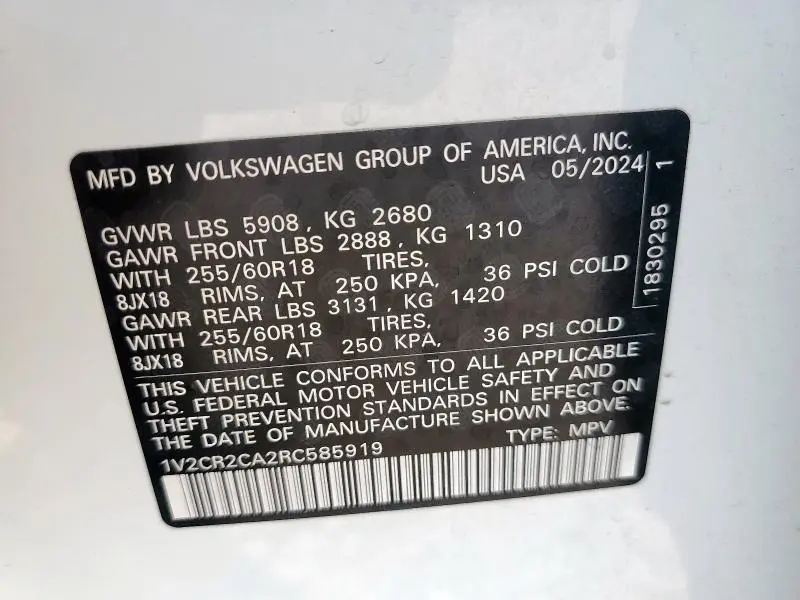 MFD BY VOLKSWAGEN GROUP OF AMERICA, INC.
USA 05/2024
GVWR LBS 5908, KG 2680
GAWR FRONT LBS 2888, KG 1310
WITH 255/60R18 TIRES,
8JX18 RIMS, AT 250 KPA, 36 PSI COLD
GAWR REAR LBS 3131, KG 1420
WITH 255/60R18 TIRES,
8JX18 RIMS, AT 250 KPA, 36 PSI COLD
THIS VEHICLE CONFORMS TO ALL APPLICABLE
U.S. FEDERAL MOTOR VEHICLE SAFETY AND
THEFT PREVENTION STANDARDS IN EFFECT ON
THE DATE OF MANUFACTURE SHOWN ABOVE.
1V2CR2CA2RC585919 TYPE: MPV
1830295 1